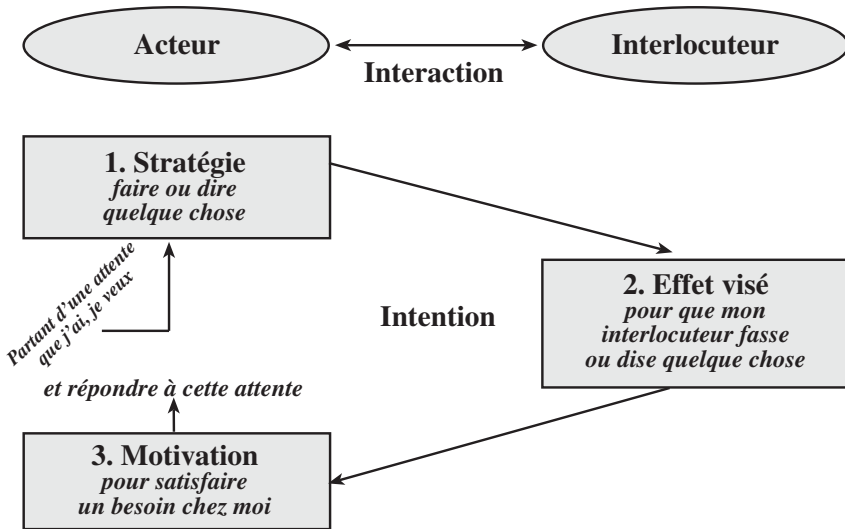 Acteur
Interlocuteur
Interaction
1. Stratégie
faire ou dire
quelque chose
Partant d'une attente
que j'ai, je veux
Intention
2. Effet visé
pour que mon
interlocuteur fasse
ou dise quelque chose
et répondre à cette attente
3. Motivation
pour satisfaire
un besoin chez moi